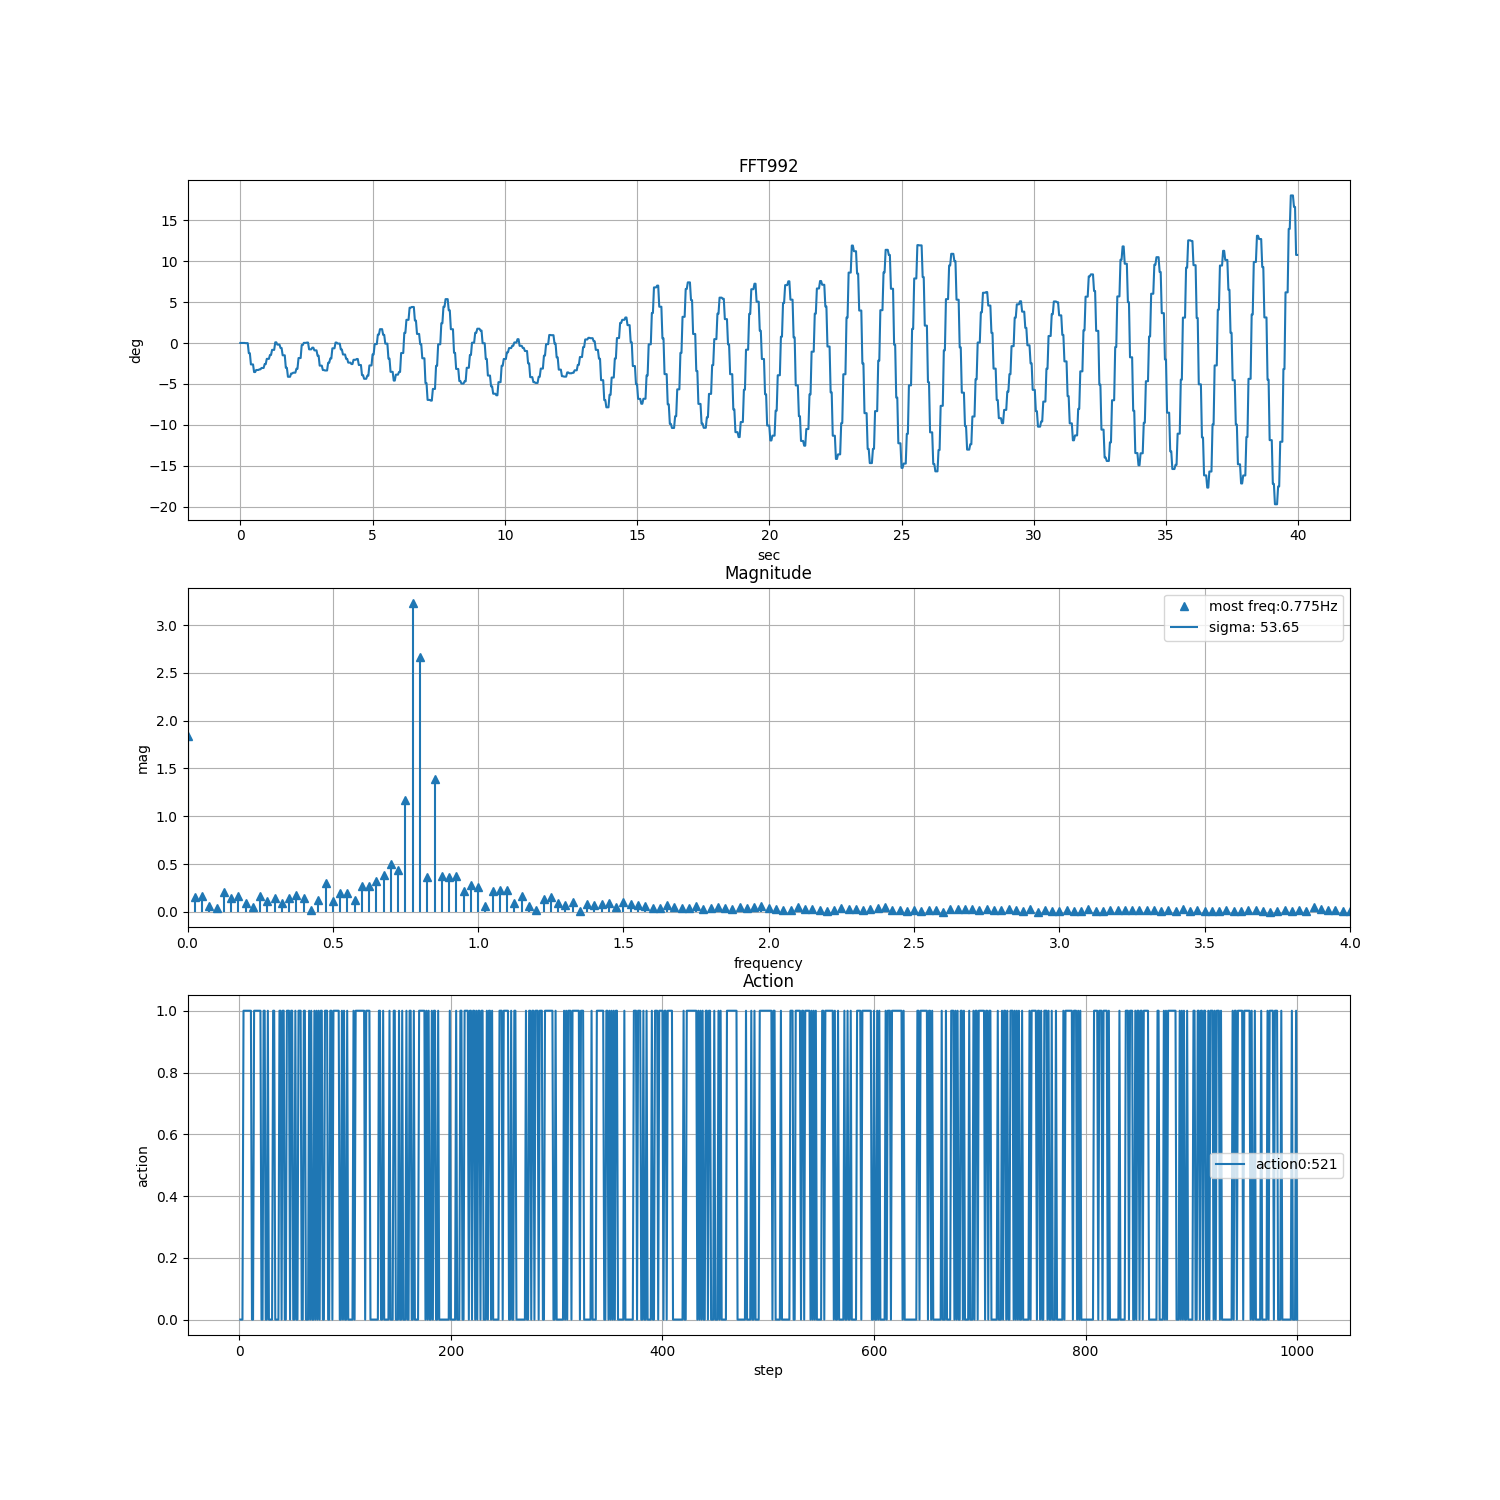 FFT992
deg
15
10
5
0
−5
−10
−15
−20
0 5 10 15 20 25 30 35 40
sec
Magnitude
mag
3.0
2.5
2.0
1.5
1.0
0.5
0.0
most freq:0.775Hz
sigma: 53.65
0.0 0.5 1.0 1.5 2.0 2.5 3.0 3.5 4.0
frequency
Action
action
1.0
0.8
0.6
0.4
0.2
0.0
action0:521
0 200 400 600 800 1000
step